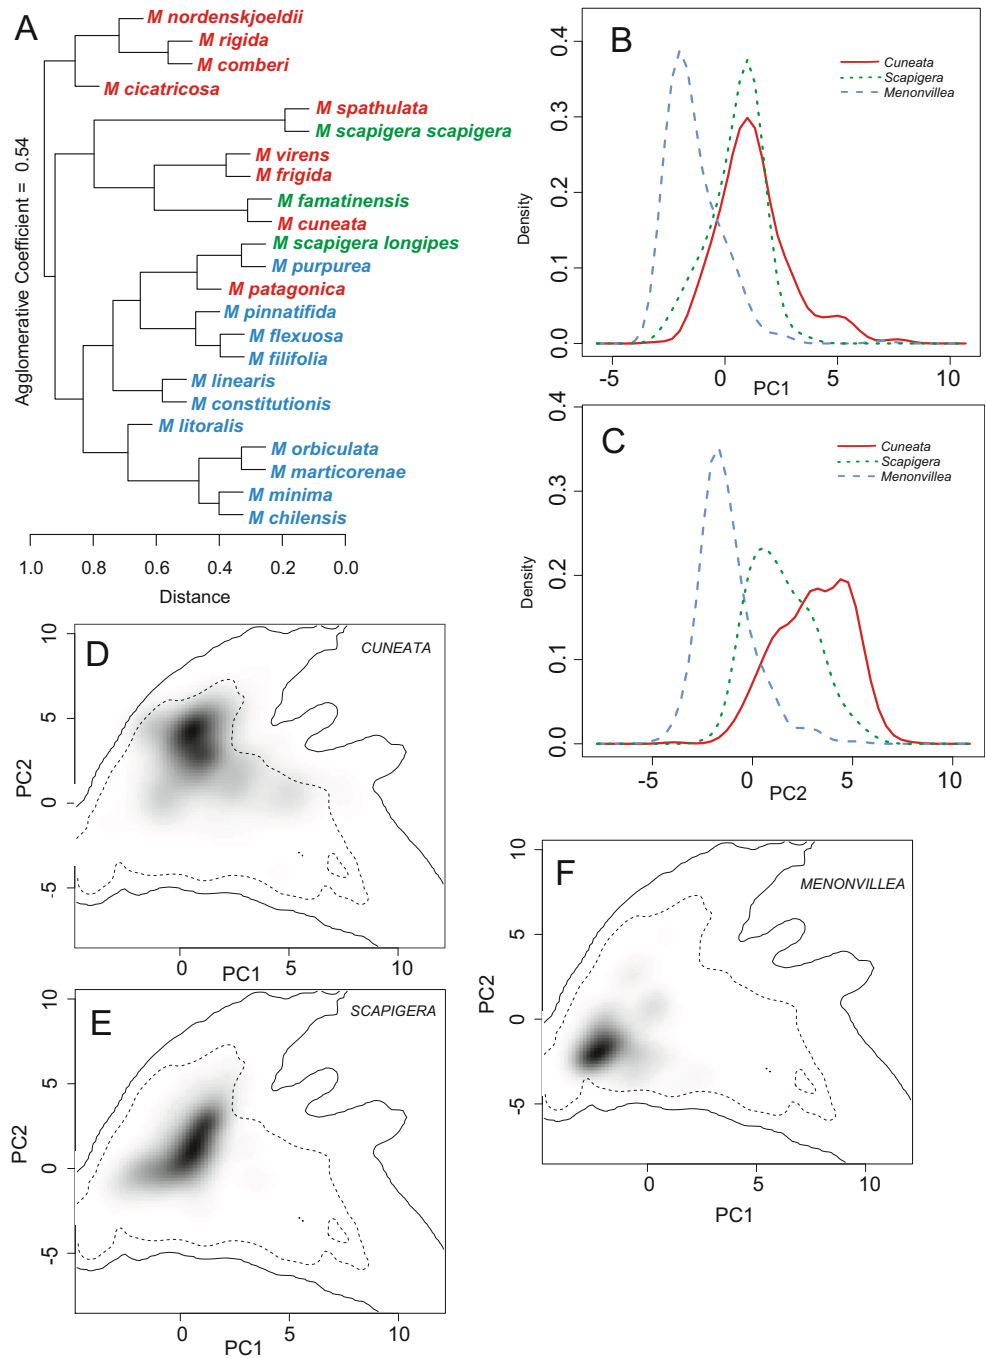 A
M nordenskjoeldii
M rigida
M comberi
M cicatricosa
M spathulata
M scapigera scapigera
M virens
M frigida
M famatinensis
M cuneata
M scapigera longipes
M purpurea
M patagonica
M pinnatifida
M flexuosa
M filifolia
M linearis
M constitutionis
M litoralis
M orbiculata
M marticorenae
M minima
M chilensis
Agglomerative Coefficient = 0.54
1.0 0.8 0.6 0.4 0.2 0.0
Distance
B
Cuneata
Scapigera
Menonvillea
Density
0.4
0.3
0.2
0.1
0.0
-5 0 5 10
PC1
C
Cuneata
Scapigera
Menonvillea
Density
0.4
0.3
0.2
0.1
0.0
-5 0 5 10
PC2
D
CUNEATA
PC2
10
5
0
-5
0 5 10
PC1
E
SCAPIGERA
PC2
10
5
0
-5
0 5 10
PC1
F
MENONVILLEA
PC2
10
5
0
-5
0 5 10
PC1